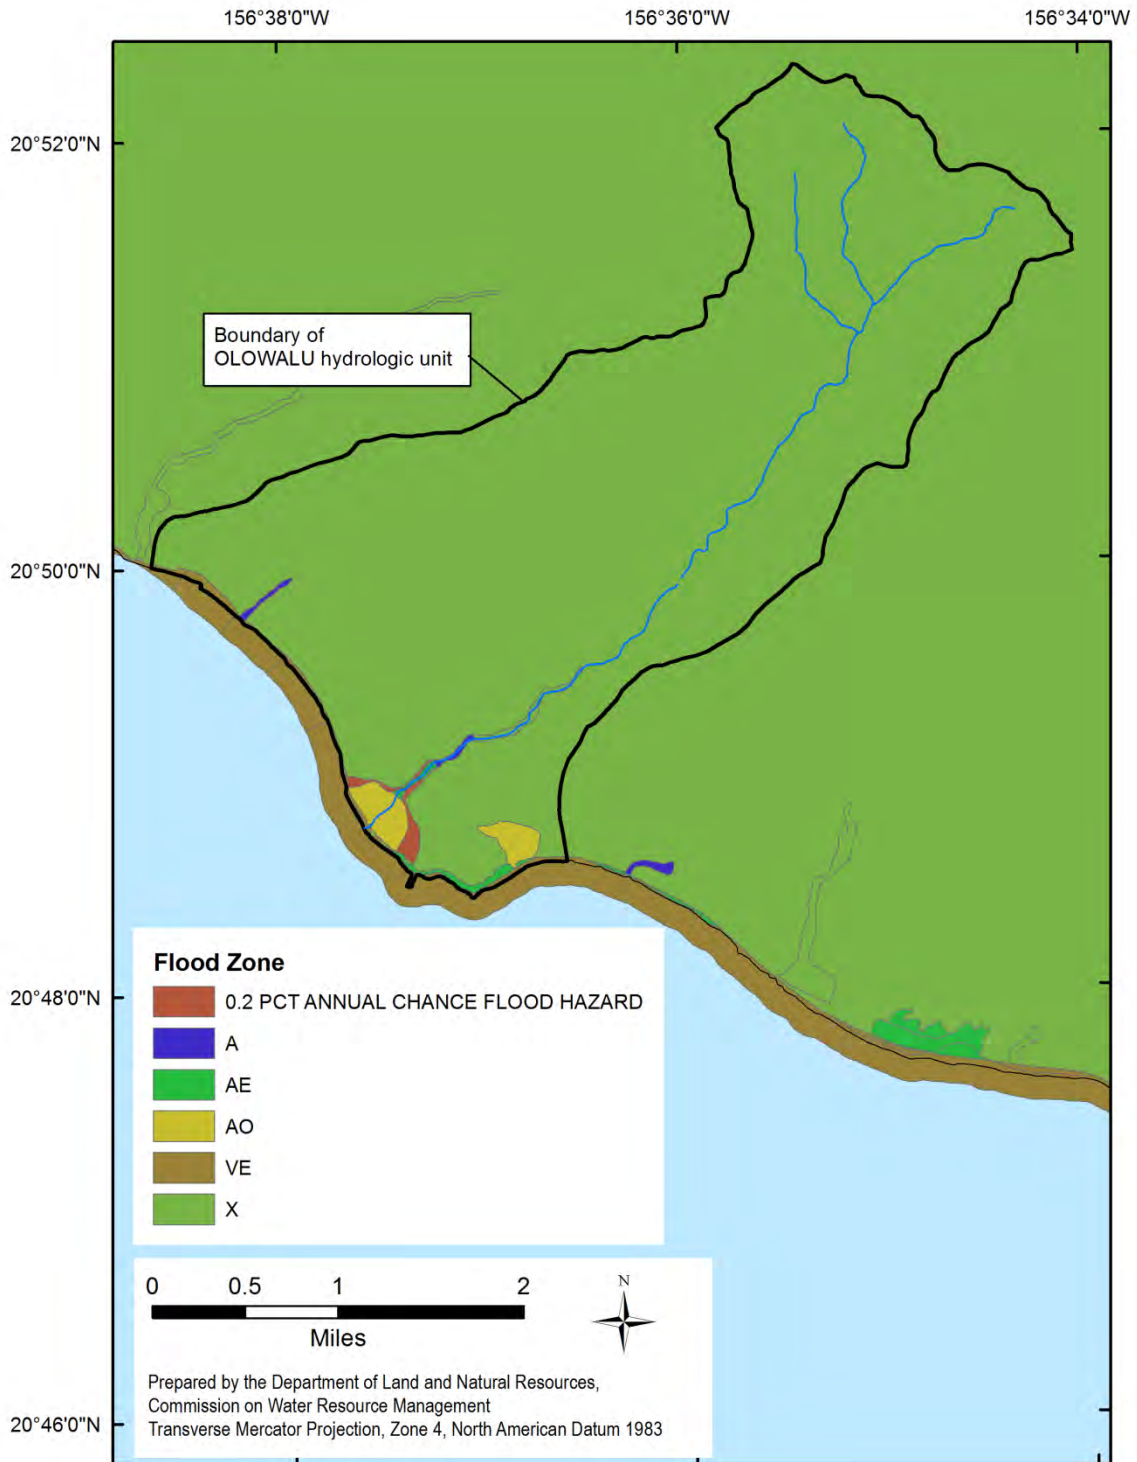 156°38'0"W 156°36'0"W 156°34'0"W
20°52'0"N
Boundary of
OLOWALU hydrologic unit
20°50'0"N
20°48'0"N
Flood Zone
0.2 PCT ANNUAL CHANCE FLOOD HAZARD
A
AE
AO
VE
X
0 0.5 1 2
Miles
N
Prepared by the Department of Land and Natural Resources,
Commission on Water Resource Management
Transverse Mercator Projection, Zone 4, North American Datum 1983
20°46'0"N